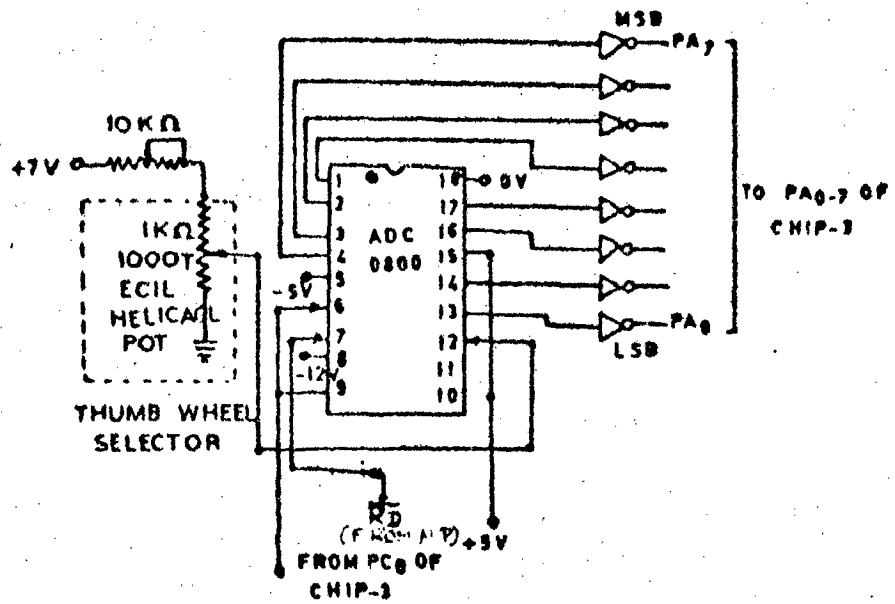 MSB
PA7
10KΩ
+7V
1
2
3
4
5
6
7
8
9
18
17
16
15
14
13
12
11
10
0V
ADC
0800
TO PA0-7 OF
CHIP-3
1KΩ
1000T
ECIL
HELICAL
POT
-5V
-12V
PA0
LSB
THUMB WHEEL
SELECTOR
RD
(FROM μP)
+5V
FROM PC0 OF
CHIP-3